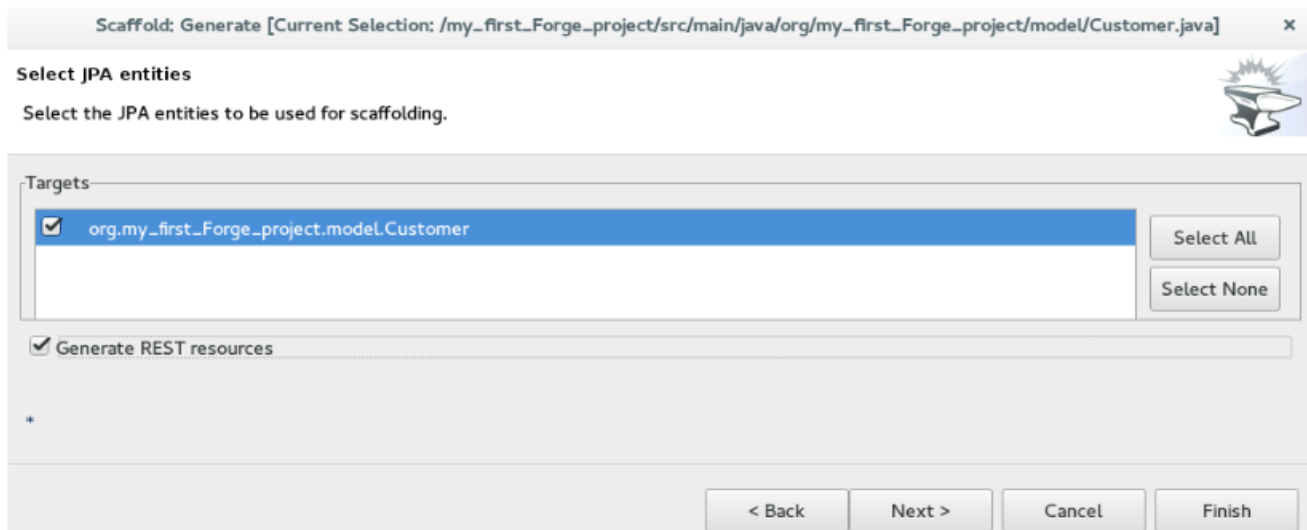 Scaffold: Generate [Current Selection: /my_first_Forge_project/src/main/java/org/my_first_Forge_project/model/Customer.java] ×
Select JPA entities
Select the JPA entities to be used for scaffolding.
Targets
org.my_first_Forge_project.model.Customer
Select All
Select None
Generate REST resources
*
< Back Next > Cancel Finish